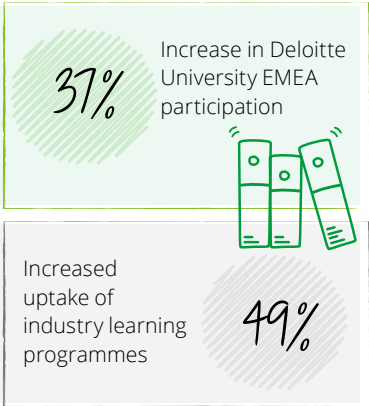 37%
Increase in Deloitte
University EMEA
participation
Increased
uptake of
industry learning
programmes
49%